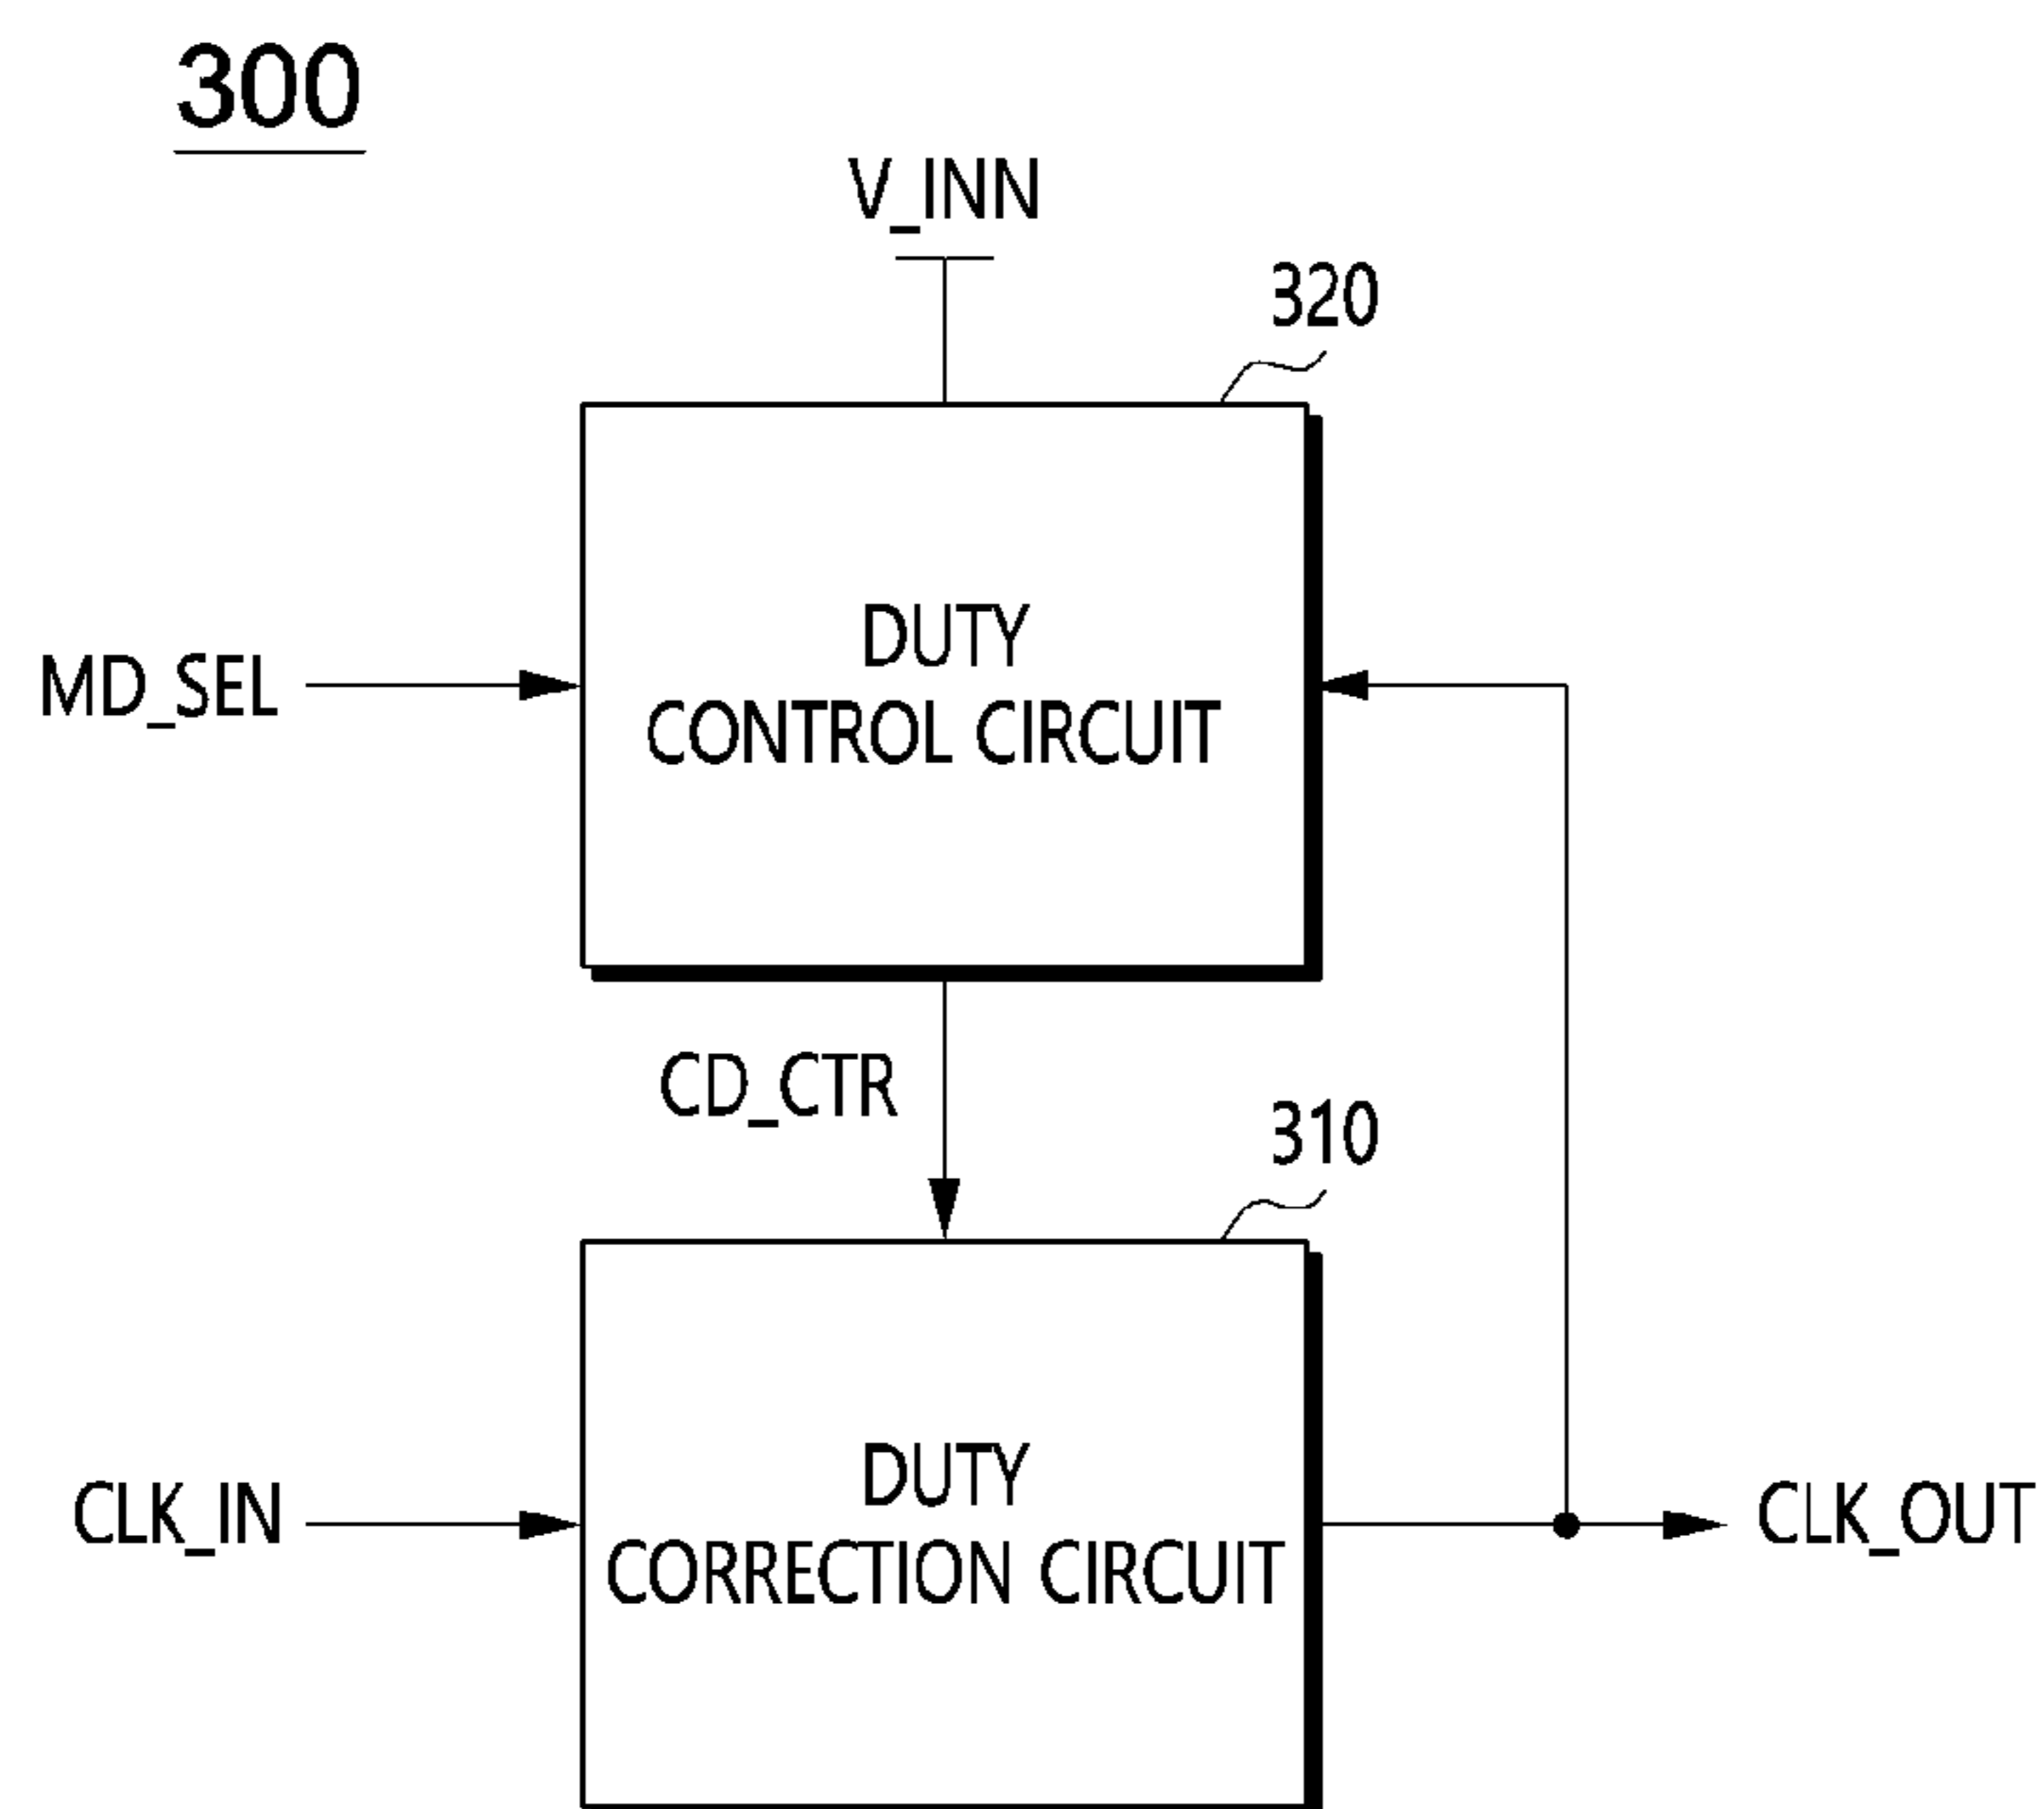 300
V_INN
320
MD_SEL
DUTY
CONTROL CIRCUIT
CD_CTR
310
CLK_IN
DUTY
CORRECTION CIRCUIT
CLK_OUT